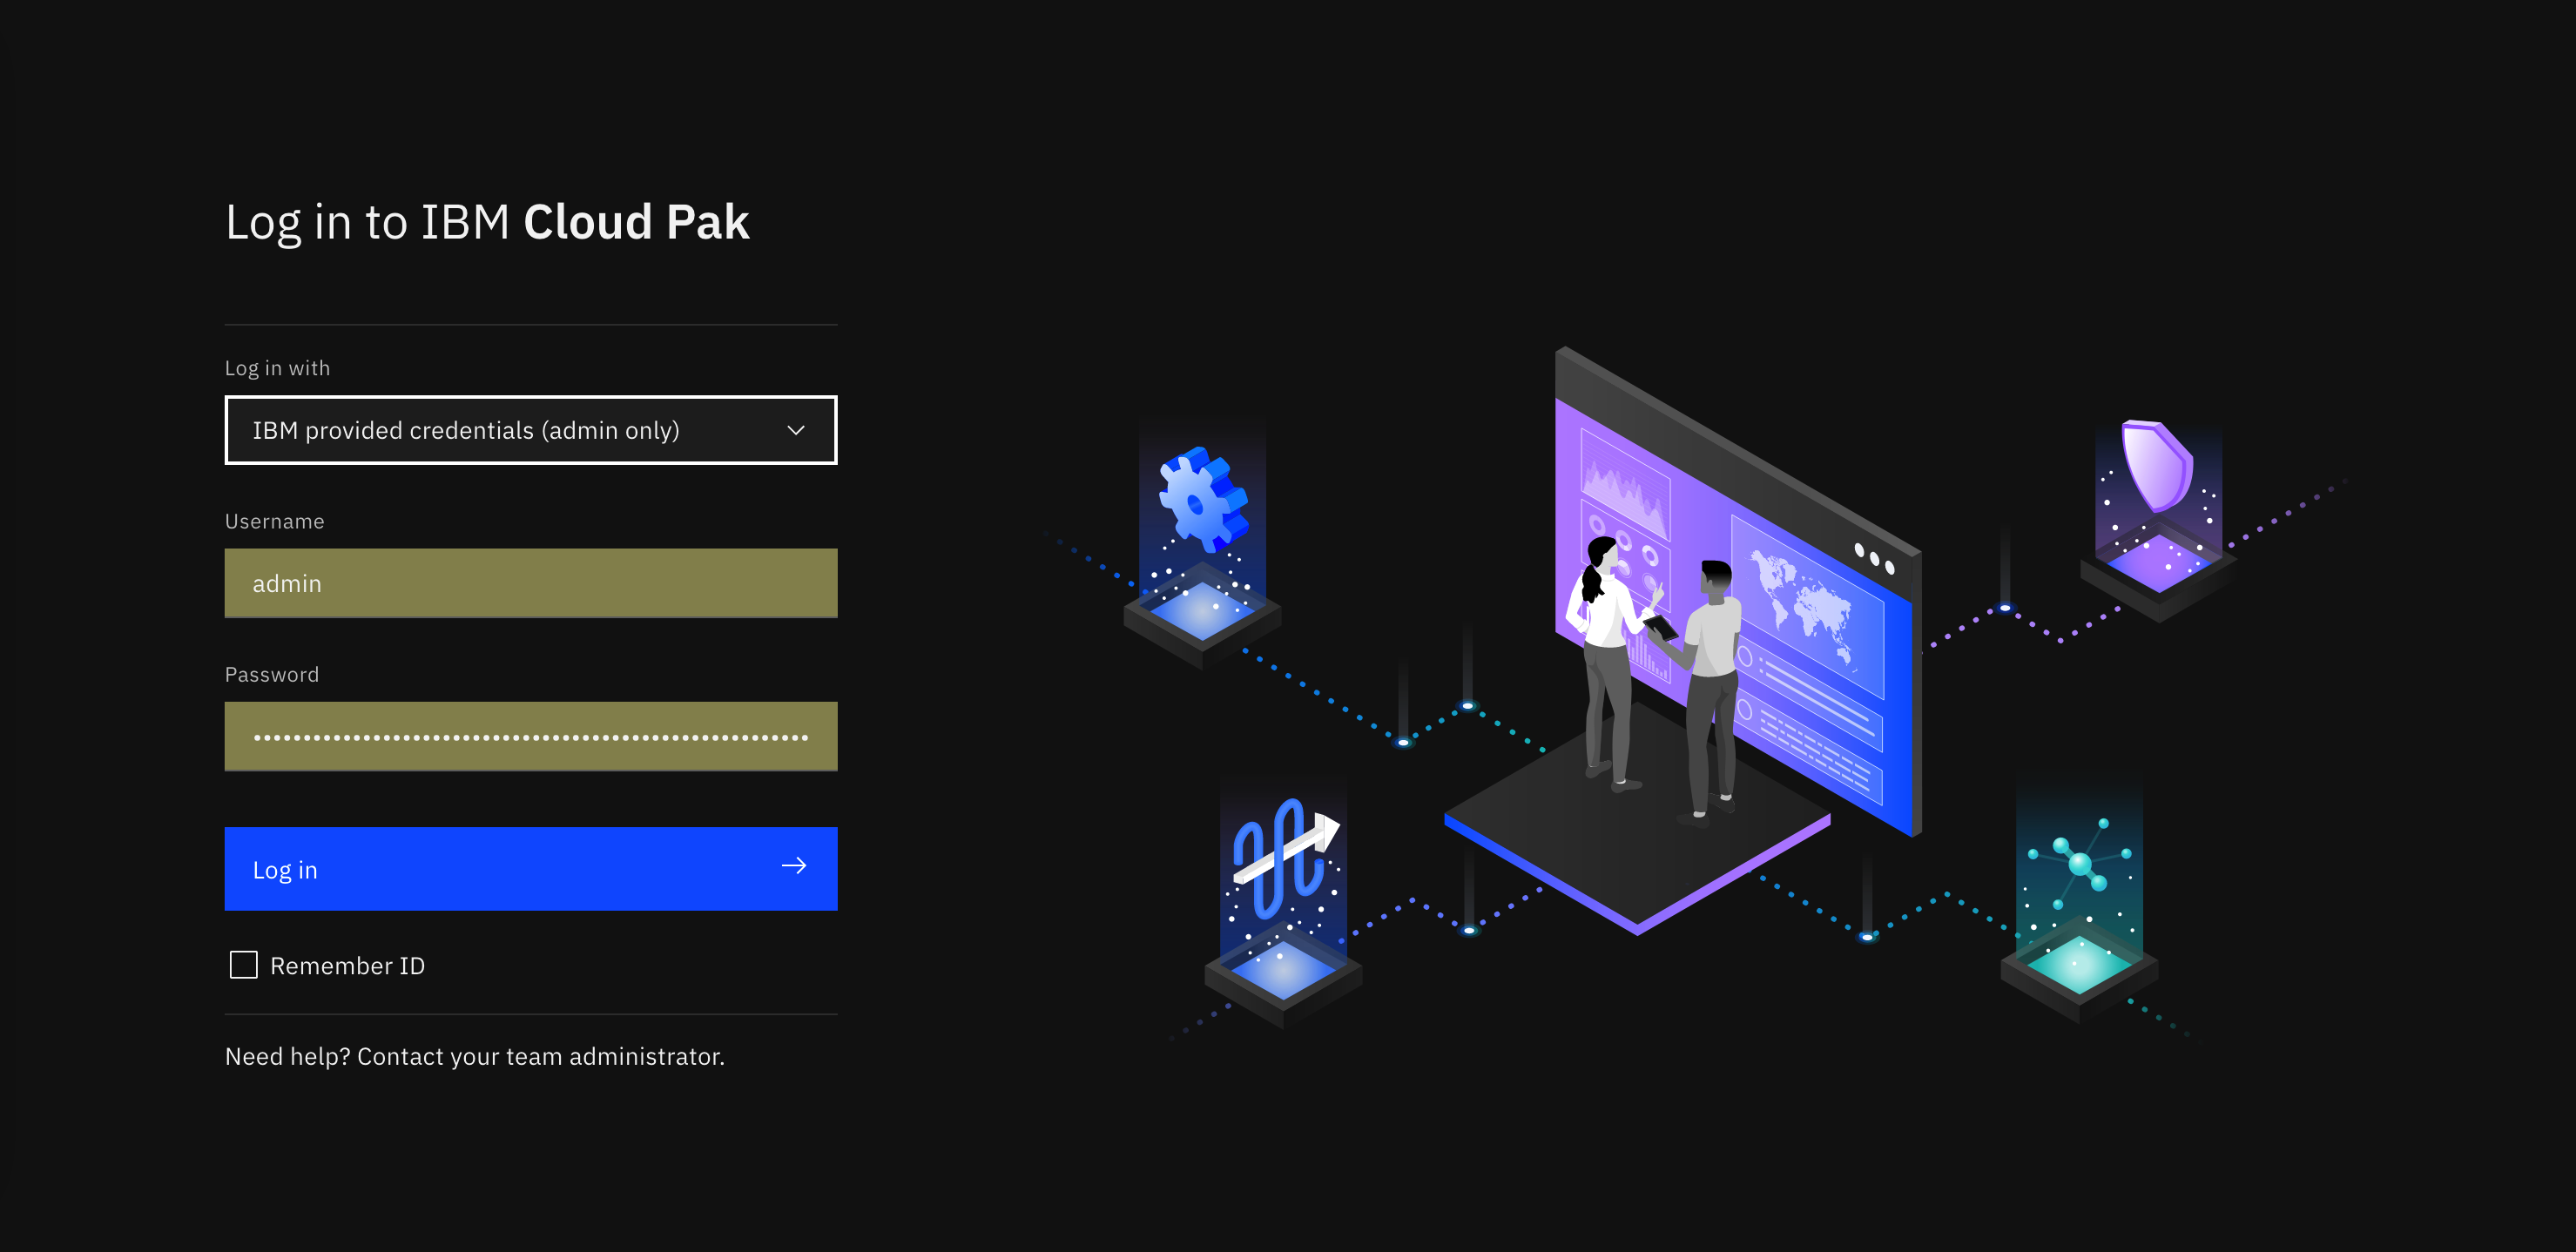 Log in to IBM Cloud Pak
Log in with
IBM provided credentials (admin only)
Username
admin
Password
••••••••••••••••••••••••••••••••••••••••••••••••••••••••
Log in
Remember ID
Need help? Contact your team administrator.